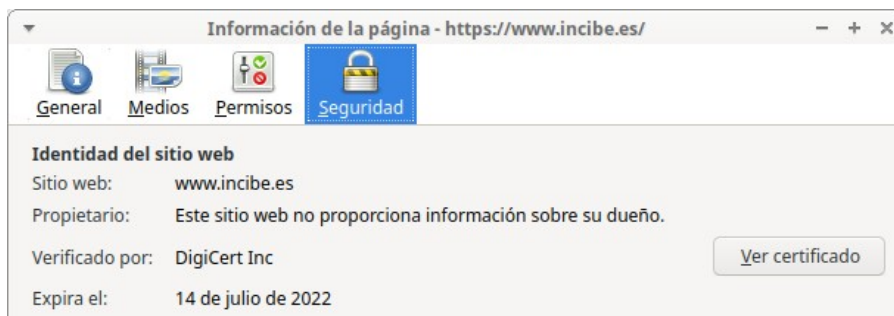 Información de la página - https://www.incibe.es/
General Medios Permisos Seguridad
Identidad del sitio web
Sitio web: www.incibe.es
Propietario: Este sitio web no proporciona información sobre su dueño.
Verificado por: DigiCert Inc Ver certificado
Expira el: 14 de julio de 2022